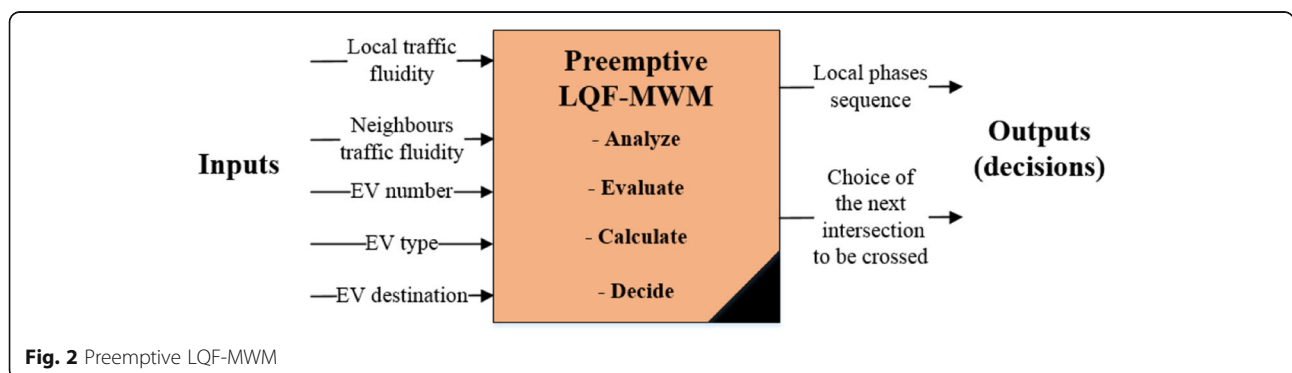 Inputs
Local traffic
fluidity
Neighbours
traffic fluidity
EV number
EV type
EV destination
Preemptive
LQF-MWM
- Analyze
- Evaluate
- Calculate
- Decide
Local phases
sequence
Choice of
the next
intersection
to be crossed
Outputs
(decisions)
Fig. 2 Preemptive LQF-MWM